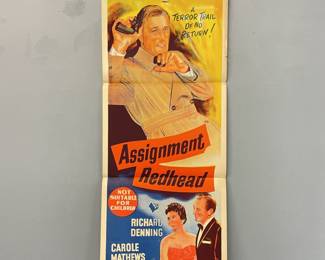 A
TERROR TRAIL
OF NO
RETURN!
Assignment
Redhead
NOT
SUITABLE
FOR
CHILDREN
RICHARD
DENNING
CAROLE
MATHEWS